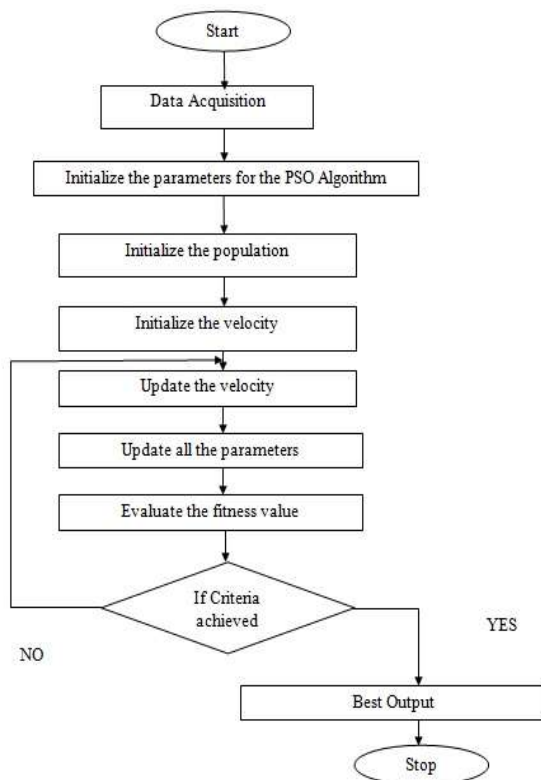 Start
Data Acquisition
Initialize the parameters for the PSO Algorithm
Initialize the population
Initialize the velocity
Update the velocity
Update all the parameters
Evaluate the fitness value
If Criteria
achieved
YES
NO
Best Output
Stop